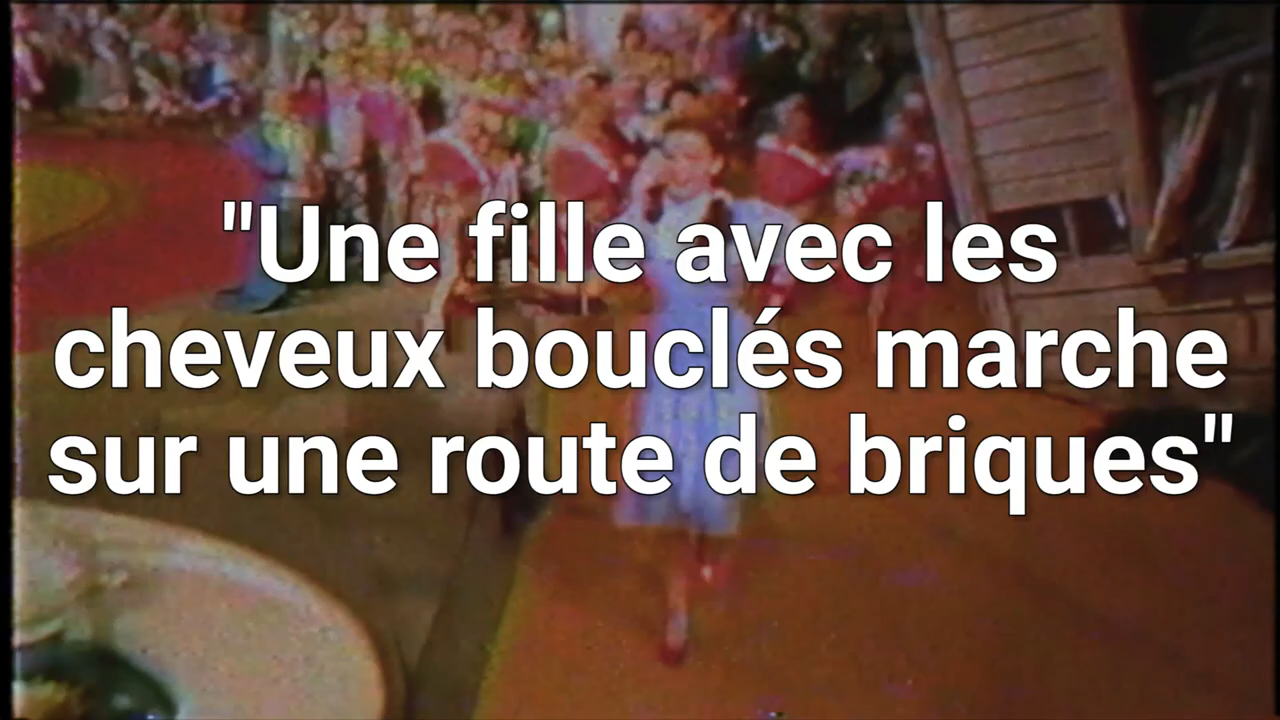 "Une fille avec les
cheveux bouclés marche
sur une route de briques"